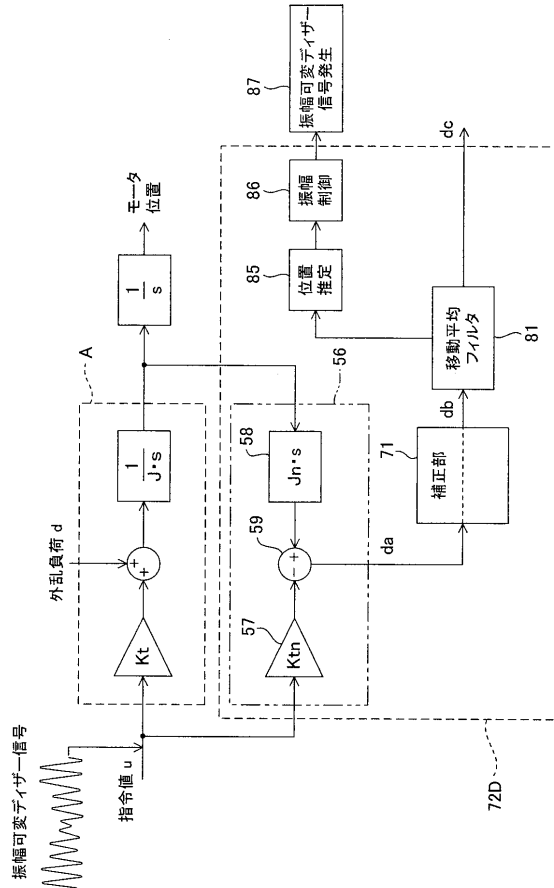 振幅可変ディザー信号
指令値 u
外乱負荷 d
A
Kt
+
+
1
J・s
1
s
モータ
位置
56
57
Ktn
59
-
+
58
Jn・s
da
71
補正部
db
移動平均
フィルタ
81
dc
85
位置
推定
86
振幅
制御
87
振幅可変ディザー
信号発生
72D